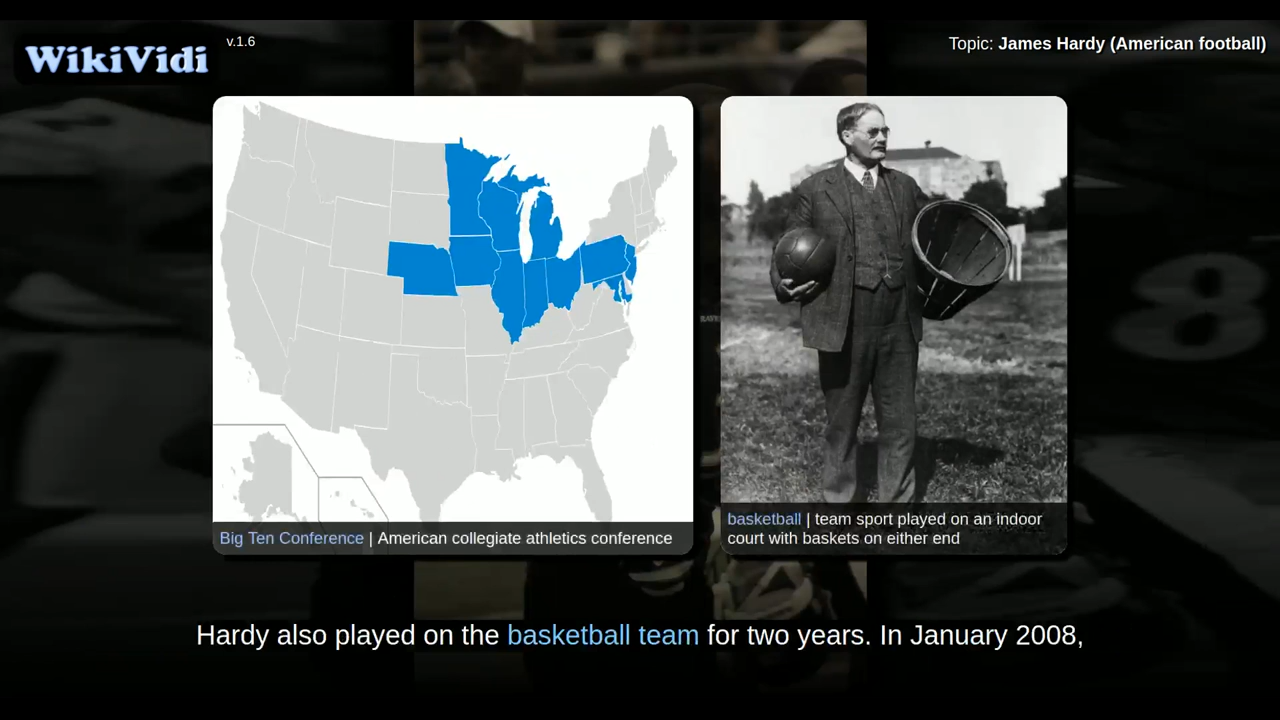 WikiVidi
v.1.6
Topic: James Hardy (American football)
Big Ten Conference | American collegiate athletics conference
basketball | team sport played on an indoor
court with baskets on either end
Hardy also played on the basketball team for two years. In January 2008,
8